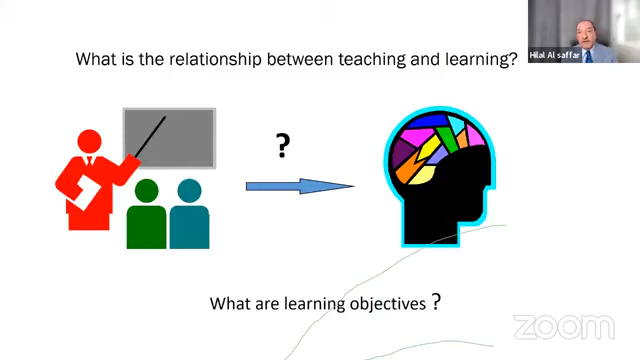 Hilal Al saffar
What is the relationship between teaching and learning?
?
What are learning objectives ?
zoom